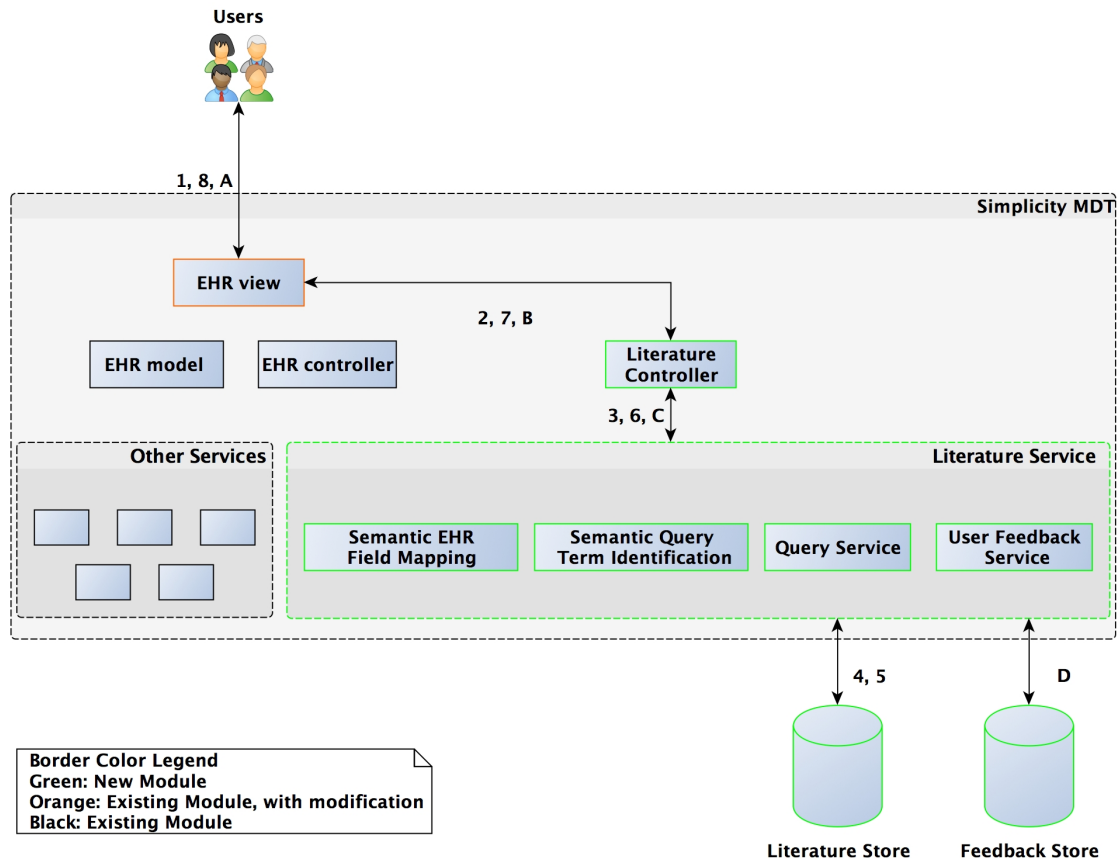 Users
1, 8, A
Simplicity MDT
EHR view
2, 7, B
EHR model
EHR controller
Literature
Controller
3, 6, C
Other Services
Literature Service
Semantic EHR
Field Mapping
Semantic Query
Term Identification
Query Service
User Feedback
Service
4, 5
D
Border Color Legend
Green: New Module
Orange: Existing Module, with modification
Black: Existing Module
Literature Store
Feedback Store